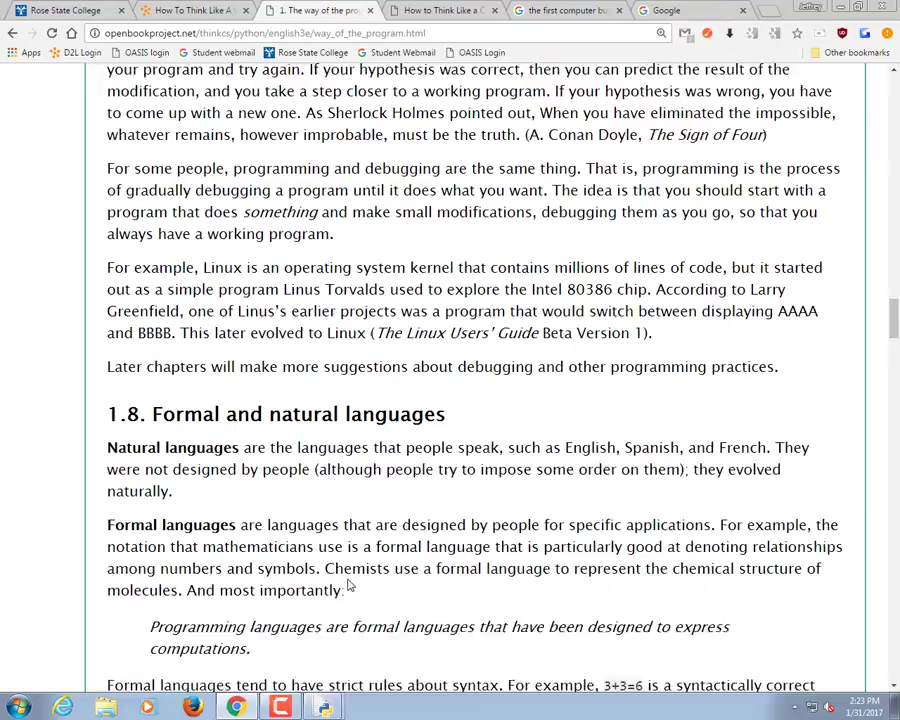 Jeffrey
Rose State College
How To Think Like A
1. The way of the pro
How to Think Like a C
the first computer bu
Google
openbookproject.net/thinkcs/python/english3e/way_of_the_program.html
Apps D2L Login OASIS login Student webmail Rose State College Student Webmail OASIS Login Other bookmarks
your program and try again. If your hypothesis was correct, then you can predict the result of the
modification, and you take a step closer to a working program. If your hypothesis was wrong, you have
to come up with a new one. As Sherlock Holmes pointed out, When you have eliminated the impossible,
whatever remains, however improbable, must be the truth. (A. Conan Doyle, The Sign of Four)
For some people, programming and debugging are the same thing. That is, programming is the process
of gradually debugging a program until it does what you want. The idea is that you should start with a
program that does something and make small modifications, debugging them as you go, so that you
always have a working program.
For example, Linux is an operating system kernel that contains millions of lines of code, but it started
out as a simple program Linus Torvalds used to explore the Intel 80386 chip. According to Larry
Greenfield, one of Linus's earlier projects was a program that would switch between displaying AAAA
and BBBB. This later evolved to Linux (The Linux Users' Guide Beta Version 1).
Later chapters will make more suggestions about debugging and other programming practices.
1.8. Formal and natural languages
Natural languages are the languages that people speak, such as English, Spanish, and French. They
were not designed by people (although people try to impose some order on them); they evolved
naturally.
Formal languages are languages that are designed by people for specific applications. For example, the
notation that mathematicians use is a formal language that is particularly good at denoting relationships
among numbers and symbols. Chemists use a formal language to represent the chemical structure of
molecules. And most importantly:
Programming languages are formal languages that have been designed to express
computations.
Formal languages tend to have strict rules about syntax. For example, 3+3=6 is a syntactically correct
2:23 PM
1/31/2017